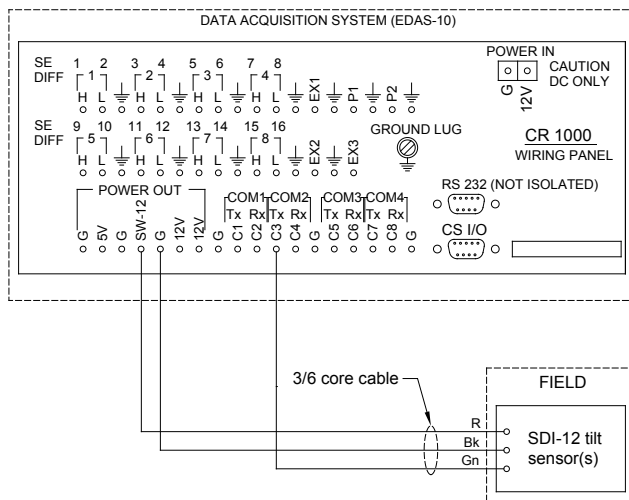 DATA ACQUISITION SYSTEM (EDAS-10)
POWER IN
CAUTION
DC ONLY
G
12V
SE 1 2 3 4 5 6 7 8
DIFF 1 2 3 4
H L H L H L H L EX1 P1 P2
SE 9 10 11 12 13 14 15 16
DIFF 5 6 7 8
H L H L H L H L EX2 EX3
GROUND LUG
CR 1000
WIRING PANEL
POWER OUT
G 5V G SW-12 G 12V 12V G
COM1 COM2 COM3 COM4
Tx Rx Tx Rx Tx Rx Tx Rx
C1 C2 C3 C4 G C5 C6 C7 C8 G
RS 232 (NOT ISOLATED)
CS I/O
3/6 core cable
FIELD
R
Bk
Gn
SDI-12 tilt
sensor(s)